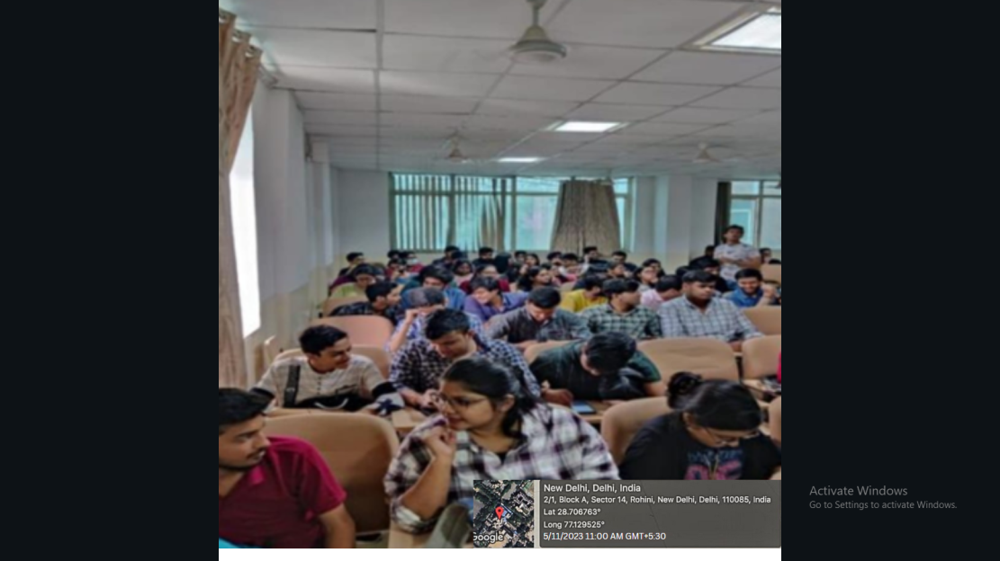 New Delhi, Delhi, India
2/1, Block A, Sector 14, Rohini, New Delhi, Delhi, 110085, India
Lat 28.706763°
Long 77.129525°
5/11/2023 11:00 AM GMT+5:30
Google
Activate Windows
Go to Settings to activate Windows.